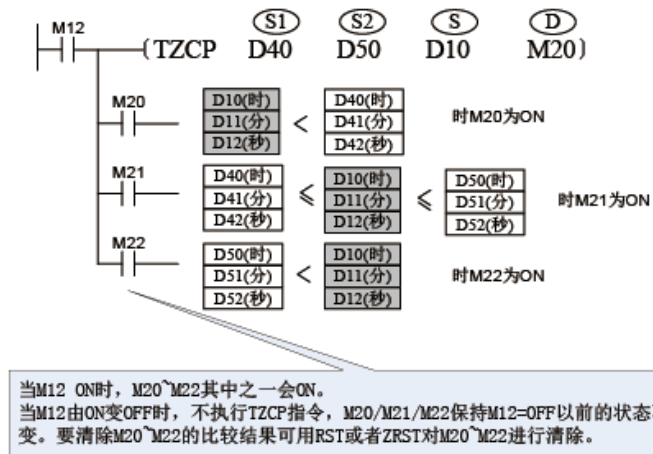 M12
S1 S2 S D
(TZCP D40 D50 D10 M20)
M20
D10(时) D40(时)
D11(分) < D41(分) 时M20为ON
D12(秒) D42(秒)
M21
D40(时) D10(时) D50(时)
D41(分) ≤ D11(分) ≤ D51(分) 时M21为ON
D42(秒) D12(秒) D52(秒)
M22
D50(时) D10(时)
D51(分) < D11(分) 时M22为ON
D52(秒) D12(秒)
当M12 ON时，M20~M22其中之一会ON。
当M12由ON变OFF时，不执行TZCP指令，M20/M21/M22保持M12=OFF以前的状态
变。要清除M20~M22的比较结果可用RST或者ZRST对M20~M22进行清除。